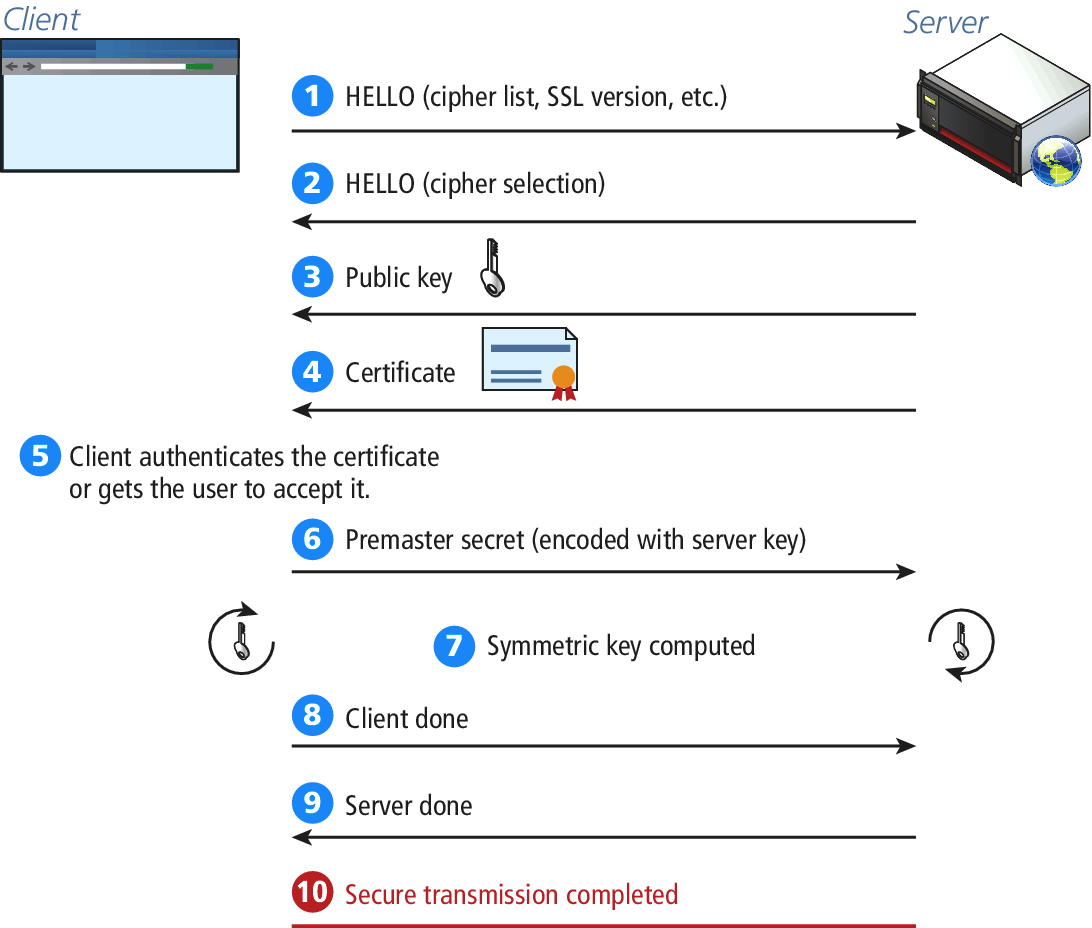 Client
Server
1 HELLO (cipher list, SSL version, etc.)
2 HELLO (cipher selection)
3 Public key
4 Certificate
5 Client authenticates the certificate
or gets the user to accept it.
6 Premaster secret (encoded with server key)
7 Symmetric key computed
8 Client done
9 Server done
10 Secure transmission completed